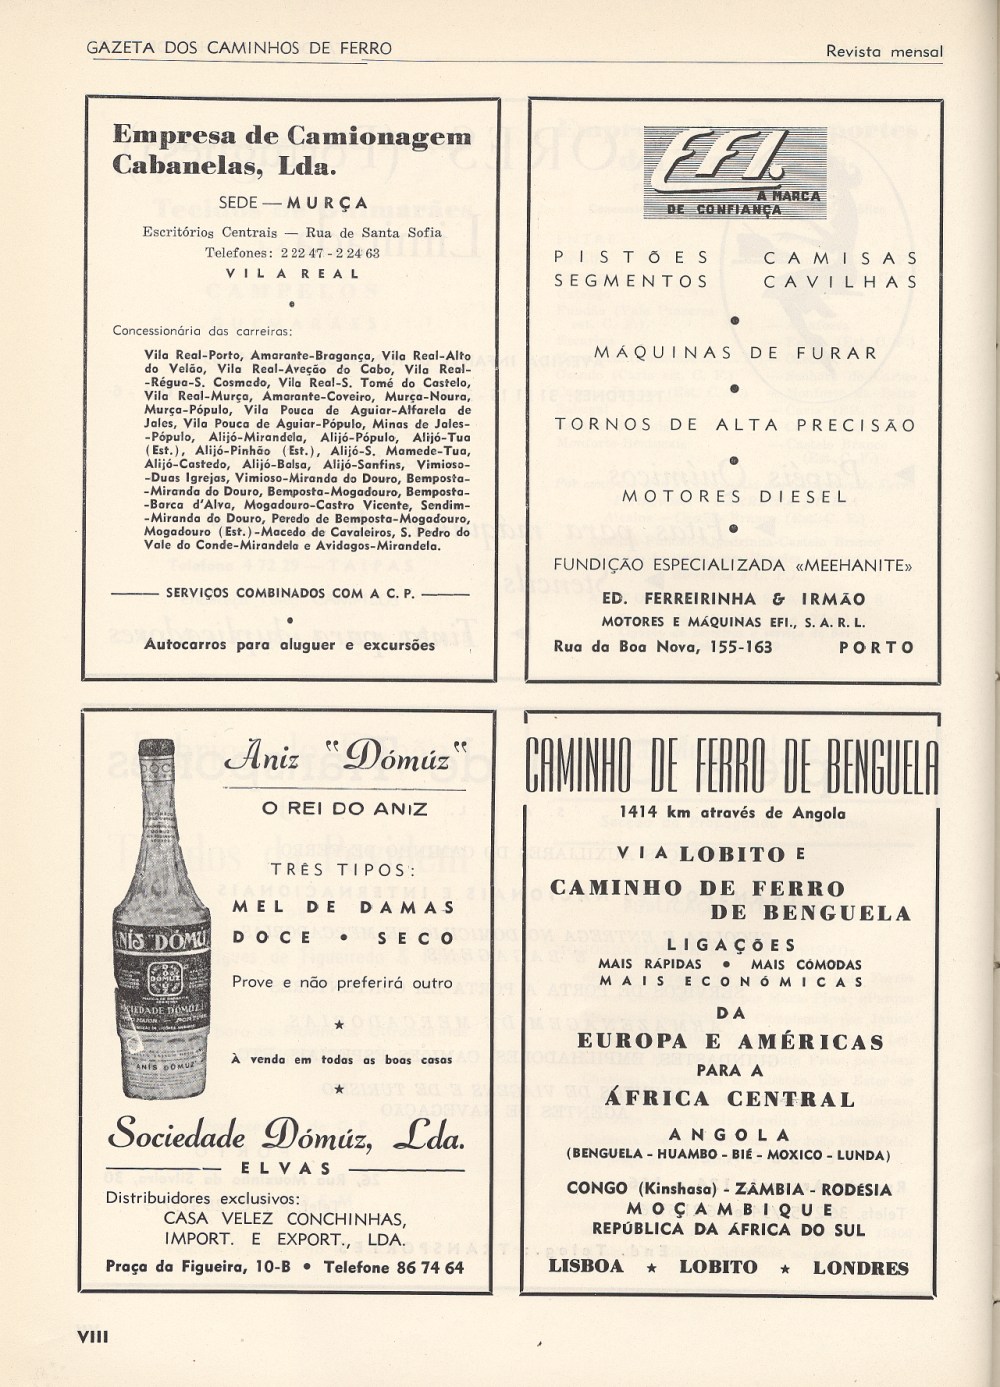 GAZETA DOS CAMINHOS DE FERRO
Revista mensal
Empresa de Camionagem
Cabanelas, Lda.
SEDE — MURÇA
Escritórios Centrais — Rua de Santa Sofia
Telefones: 2 22 47 - 2 24 63
VILA REAL
•
Concessionária das carreiras:
Vila Real-Porto, Amarante-Bragança, Vila Real-Alto
do Velão, Vila Real-Aveção do Cabo, Vila Real-
-Régua-S. Cosmado, Vila Real-S. Tomé do Castelo,
Vila Real-Murça, Amarante-Coveiro, Murça-Noura,
Murça-Pópulo, Vila Pouca de Aguiar-Alfarela de
Jales, Vila Pouca de Aguiar-Pópulo, Minas de Jales-
-Pópulo, Alijó-Mirandela, Alijó-Pópulo, Alijó-Tua
(Est.), Alijó-Pinhão (Est.), Alijó-S. Mamede-Tua,
Alijó-Castedo, Alijó-Balsa, Alijó-Sanfins, Vimioso-
-Duas Igrejas, Vimioso-Miranda do Douro, Bemposta-
-Miranda do Douro, Bemposta-Mogadouro, Bemposta-
-Barca d'Alva, Mogadouro-Castro Vicente, Sendim-
-Miranda do Douro, Peredo de Bemposta-Mogadouro,
Mogadouro (Est.)-Macedo de Cavaleiros, S. Pedro do
Vale do Conde-Mirandela e Avidagos-Mirandela.
SERVIÇOS COMBINADOS COM A C. P.
•
Autocarros para aluguer e excursões
EFI.
A MARCA
DE CONFIANÇA
PISTÕES CAMISAS
SEGMENTOS CAVILHAS
•
MÁQUINAS DE FURAR
•
TORNOS DE ALTA PRECISÃO
•
MOTORES DIESEL
•
FUNDIÇÃO ESPECIALIZADA «MEEHANITE»
ED. FERREIRINHA & IRMÃO
MOTORES E MÁQUINAS EFI., S. A. R. L.
Rua da Boa Nova, 155-163 PORTO
Aniz "Dómúz"
O REI DO ANIZ
TRÊS TIPOS:
MEL DE DAMAS
DOCE • SECO
Prove e não preferirá outro
★
À venda em todas as boas casas
★
ANIS DÓMU
DOMUZ
CIEDADE DOMUZ
ANIS DOMUZ
Sociedade Dómúz, Lda.
ELVAS
Distribuidores exclusivos:
CASA VELEZ CONCHINHAS,
IMPORT. E EXPORT., LDA.
Praça da Figueira, 10-B • Telefone 86 74 64
CAMINHO DE FERRO DE BENGUELA
1414 km através de Angola
VIA LOBITO E
CAMINHO DE FERRO
DE BENGUELA
LIGAÇÕES
MAIS RÁPIDAS • MAIS CÓMODAS
MAIS ECONÓMICAS
DA
EUROPA E AMÉRICAS
PARA A
ÁFRICA CENTRAL
ANGOLA
(BENGUELA - HUAMBO - BIÉ - MOXICO - LUNDA)
CONGO (Kinshasa) - ZÂMBIA - RODÉSIA
MOÇAMBIQUE
REPÚBLICA DA ÁFRICA DO SUL
LISBOA ★ LOBITO ★ LONDRES
VIII